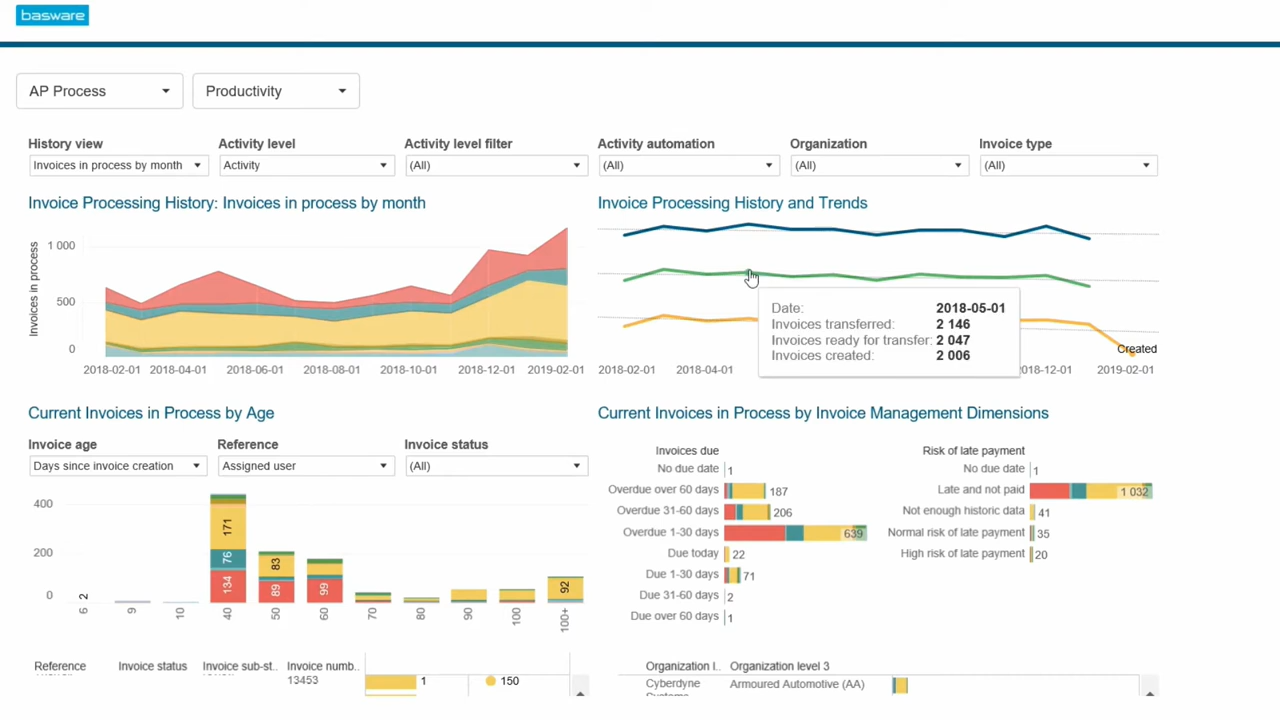 basware
AP Process
Productivity
History view
Activity level
Activity level filter
Activity automation
Organization
Invoice type
Invoices in process by month
Activity
(All)
(All)
(All)
(All)
Invoice Processing History: Invoices in process by month
Invoices in process
1 000
500
0
2018-02-01
2018-04-01
2018-06-01
2018-08-01
2018-10-01
2018-12-01
2019-02-01
Invoice Processing History and Trends
Date: 2018-05-01
Invoices transferred: 2 146
Invoices ready for transfer: 2 047
Invoices created: 2 006
Created
2018-02-01
2018-04-01
2018-12-01
2019-02-01
Current Invoices in Process by Age
Invoice age
Reference
Invoice status
Days since invoice creation
Assigned user
(All)
400
200
0
2
134
76
171
89
83
99
92
6
9
10
40
50
60
70
80
90
100
100+
Current Invoices in Process by Invoice Management Dimensions
Invoices due
No due date 1
Overdue over 60 days 187
Overdue 31-60 days 206
Overdue 1-30 days 639
Due today 22
Due 1-30 days 71
Due 31-60 days 2
Due over 60 days 1
Risk of late payment
No due date 1
Late and not paid 1 032
Not enough historic data 41
Normal risk of late payment 35
High risk of late payment 20
Reference
Invoice status
Invoice sub-st..
Invoice numb..
13453
1
150
Organization l..
Organization level 3
Cyberdyne
Armoured Automotive (AA)